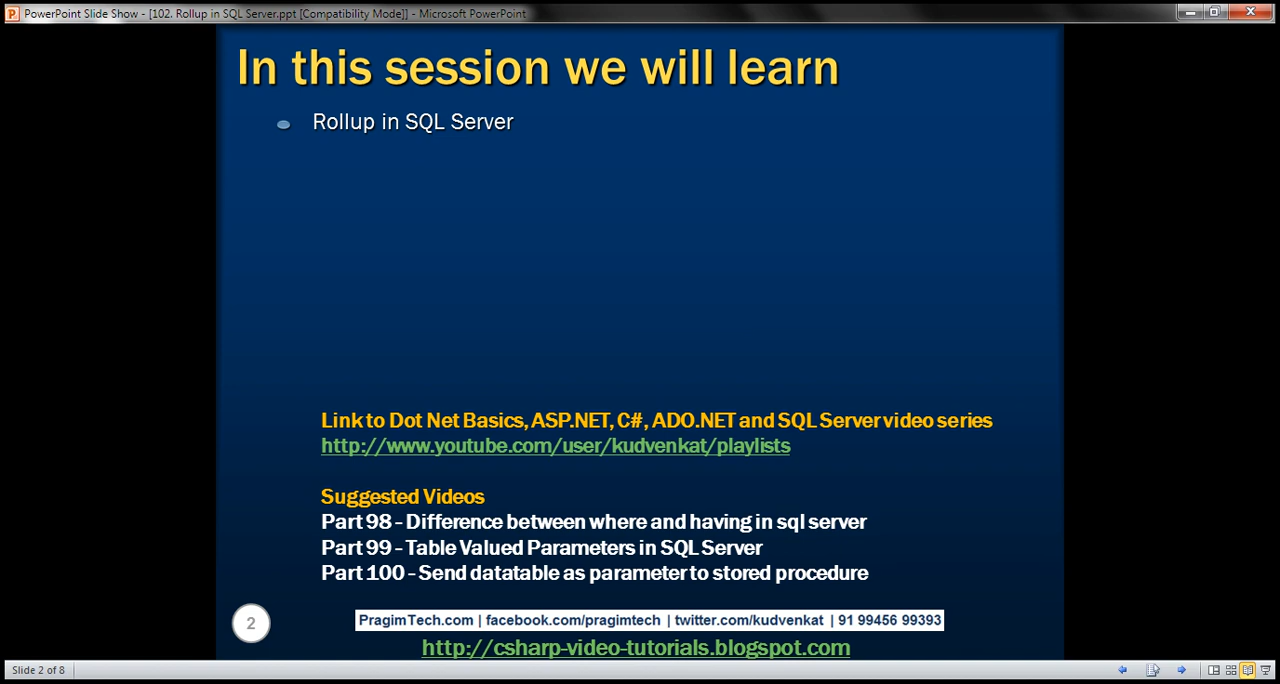 PowerPoint Slide Show - [102. Rollup in SQL Server.ppt [Compatibility Mode]] - Microsoft PowerPoint
In this session we will learn
Rollup in SQL Server
Link to Dot Net Basics, ASP.NET, C#, ADO.NET and SQL Server video series
http://www.youtube.com/user/kudvenkat/playlists
Suggested Videos
Part 98 - Difference between where and having in sql server
Part 99 - Table Valued Parameters in SQL Server
Part 100 - Send datatable as parameter to stored procedure
2
PragimTech.com | facebook.com/pragimtech | twitter.com/kudvenkat | 91 99456 99393
http://csharp-video-tutorials.blogspot.com
Slide 2 of 8